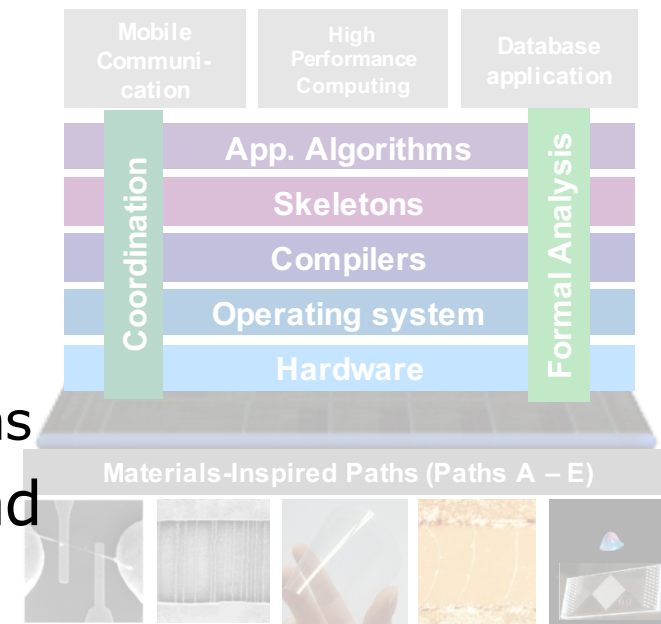 Mobile
Communi-
cation
High
Performance
Computing
Database
application
App. Algorithms
Skeletons
Compilers
Operating system
Hardware
Coordination
Formal Analysis
Materials-Inspired Paths (Paths A – E)